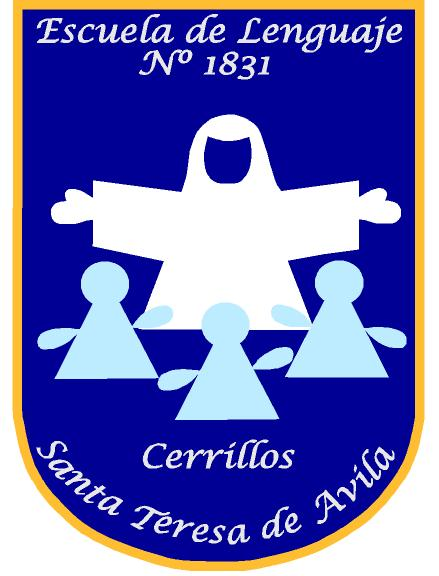 Escuela de Lenguaje
Nº 1831
Cerrillos
Santa Teresa de Avila